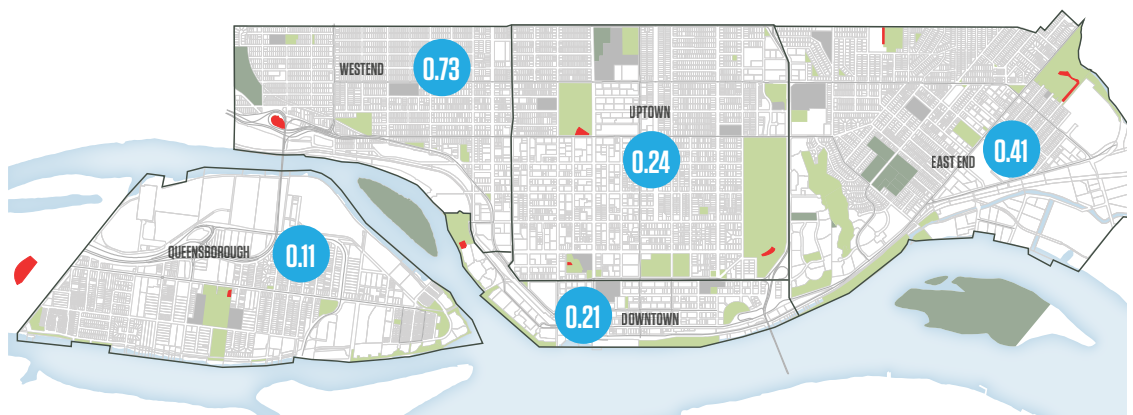 WESTEND
0.73
UPTOWN
0.24
EAST END
0.41
QUEENSBOROUGH
0.11
0.21
DOWNTOWN